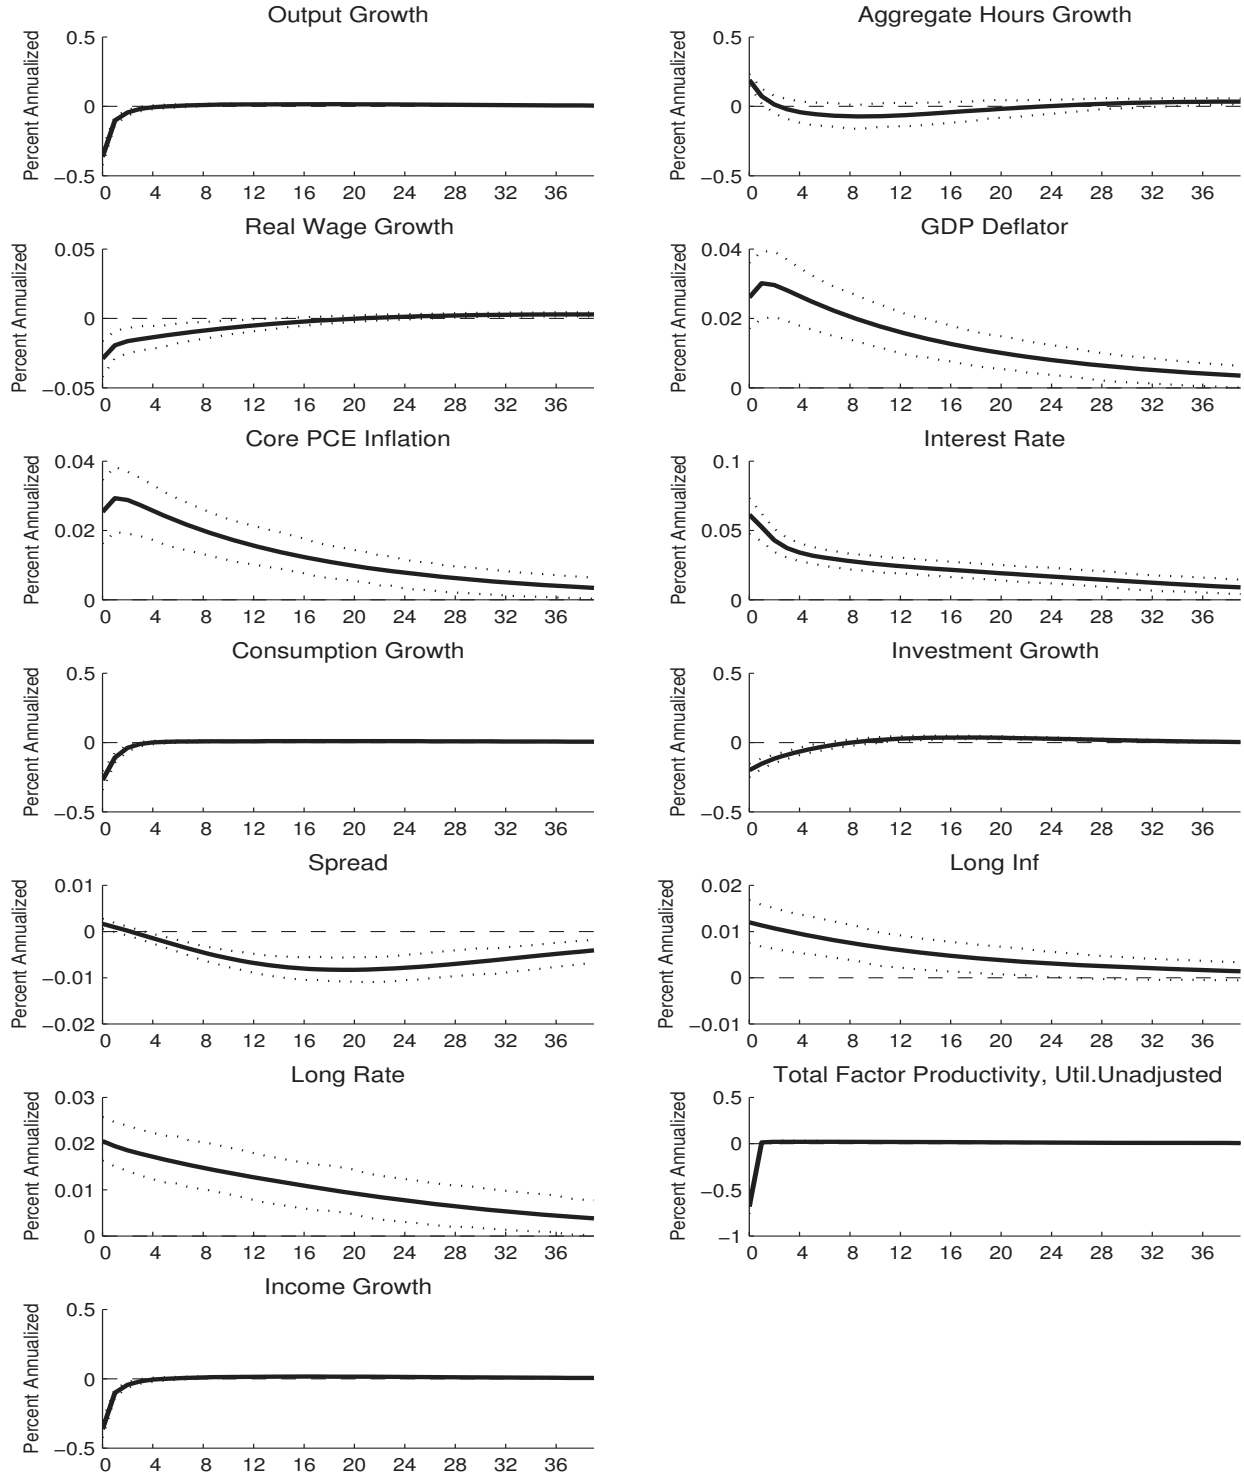 Output Growth
Percent Annualized
0.5
0
−0.5
0 4 8 12 16 20 24 28 32 36
Aggregate Hours Growth
Percent Annualized
0.5
0
−0.5
0 4 8 12 16 20 24 28 32 36
Real Wage Growth
Percent Annualized
0.05
0
−0.05
0 4 8 12 16 20 24 28 32 36
GDP Deflator
Percent Annualized
0.04
0.02
0
0 4 8 12 16 20 24 28 32 36
Core PCE Inflation
Percent Annualized
0.04
0.02
0
0 4 8 12 16 20 24 28 32 36
Interest Rate
Percent Annualized
0.1
0.05
0
0 4 8 12 16 20 24 28 32 36
Consumption Growth
Percent Annualized
0.5
0
−0.5
0 4 8 12 16 20 24 28 32 36
Investment Growth
Percent Annualized
0.5
0
−0.5
0 4 8 12 16 20 24 28 32 36
Spread
Percent Annualized
0.01
0
−0.01
−0.02
0 4 8 12 16 20 24 28 32 36
Long Inf
Percent Annualized
0.02
0.01
0
−0.01
0 4 8 12 16 20 24 28 32 36
Long Rate
Percent Annualized
0.03
0.02
0.01
0
0 4 8 12 16 20 24 28 32 36
Total Factor Productivity, Util.Unadjusted
Percent Annualized
0.5
0
−0.5
−1
0 4 8 12 16 20 24 28 32 36
Income Growth
Percent Annualized
0.5
0
−0.5
0 4 8 12 16 20 24 28 32 36